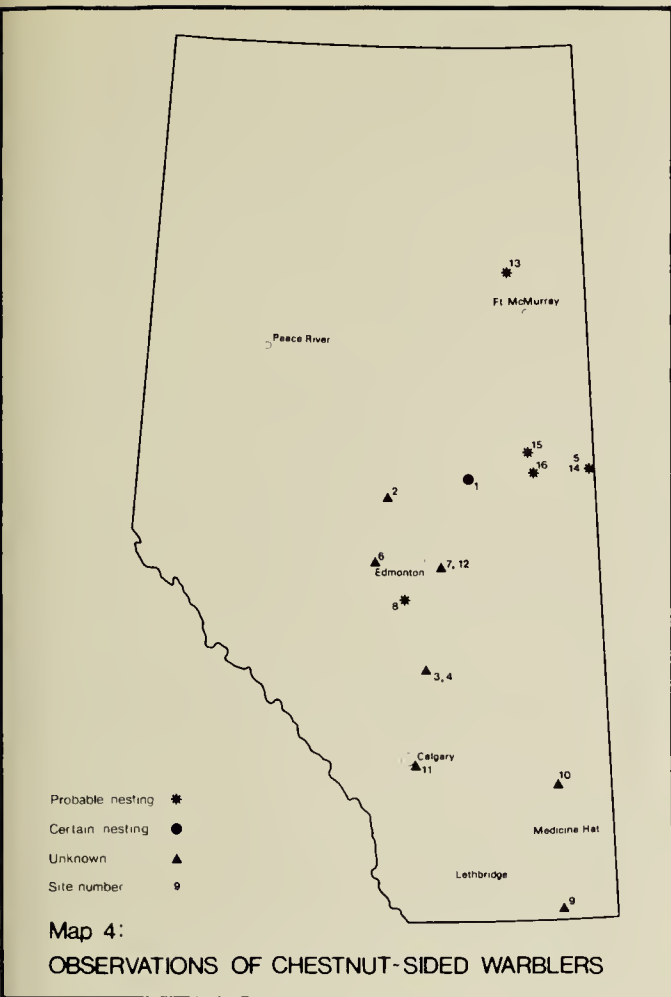 13
Ft McMurray
Peace River
15
5
16
14
1
2
6
Edmonton
7, 12
8
3, 4
Calgary
11
10
Probable nesting
Certain nesting
Medicine Hat
Unknown
Lethbridge
Site number 9
9
Map 4:
OBSERVATIONS OF CHESTNUT-SIDED WARBLERS